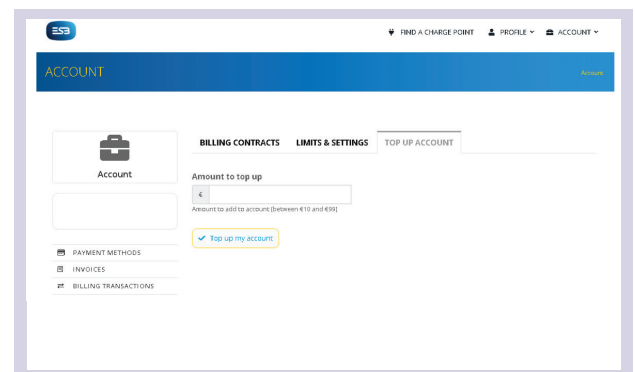 ESB
FIND A CHARGE POINT PROFILE ACCOUNT
ACCOUNT
Account
Account
BILLING CONTRACTS LIMITS & SETTINGS TOP UP ACCOUNT
Amount to top up
€
Amount to add to account (between €10 and €99)
Top up my account
PAYMENT METHODS
INVOICES
BILLING TRANSACTIONS